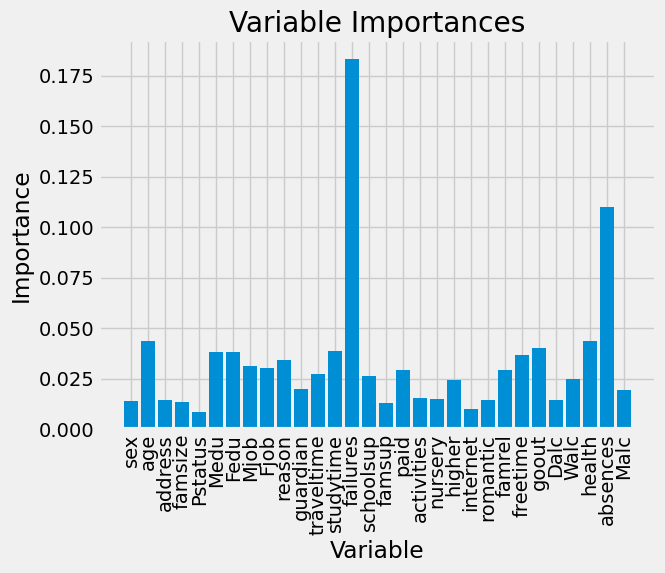 Variable Importances
Importance
0.175
0.150
0.125
0.100
0.075
0.050
0.025
0.000
sex
age
address
famsize
Pstatus
Medu
Fedu
Mjob
Fjob
reason
guardian
traveltime
studytime
failures
schoolsup
famsup
paid
activities
nursery
higher
internet
romantic
famrel
freetime
goout
Dalc
Walc
health
absences
Malc
Variable